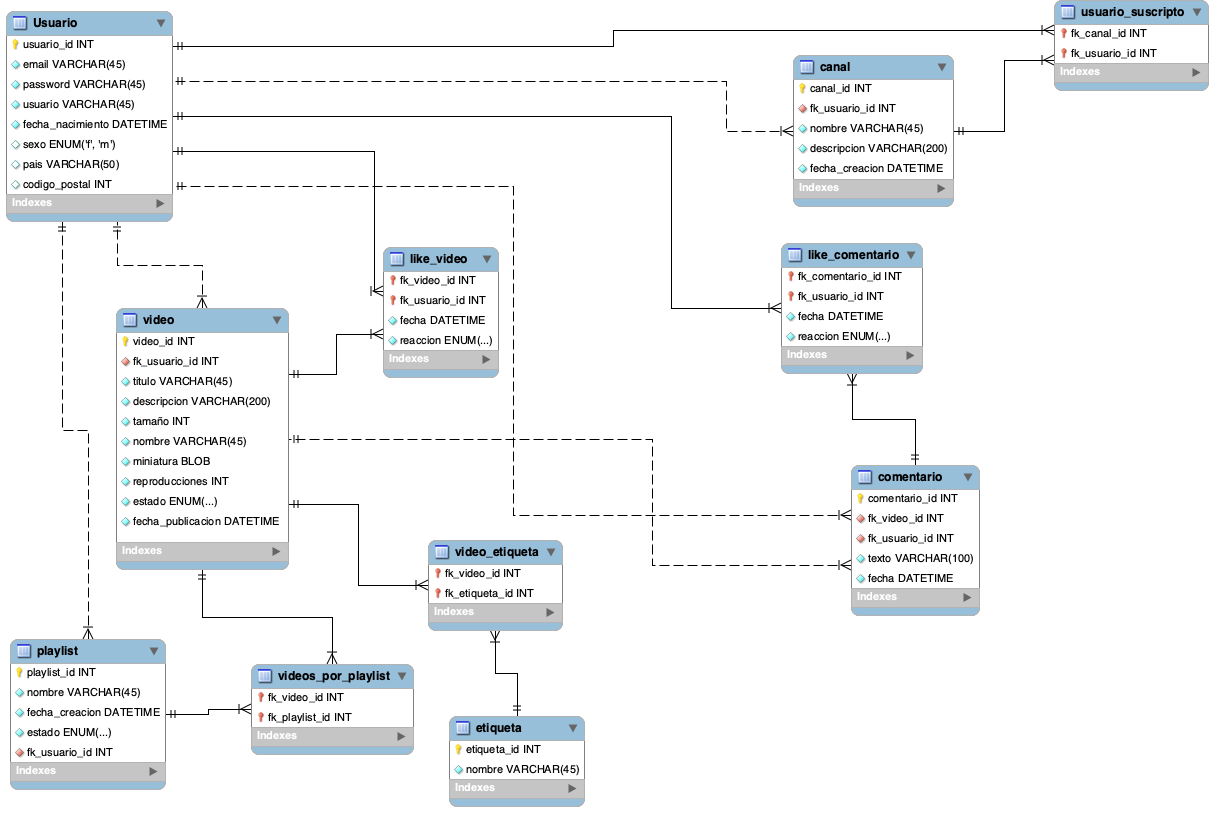 Usuario
usuario_id INT
email VARCHAR(45)
password VARCHAR(45)
usuario VARCHAR(45)
fecha_nacimiento DATETIME
sexo ENUM('f', 'm')
pais VARCHAR(50)
codigo_postal INT
Indexes
usuario_suscripto
fk_canal_id INT
fk_usuario_id INT
Indexes
canal
canal_id INT
fk_usuario_id INT
nombre VARCHAR(45)
descripcion VARCHAR(200)
fecha_creacion DATETIME
Indexes
like_video
fk_video_id INT
fk_usuario_id INT
fecha DATETIME
reaccion ENUM(...)
Indexes
like_comentario
fk_comentario_id INT
fk_usuario_id INT
fecha DATETIME
reaccion ENUM(...)
Indexes
video
video_id INT
fk_usuario_id INT
titulo VARCHAR(45)
descripcion VARCHAR(200)
tamaño INT
nombre VARCHAR(45)
miniatura BLOB
reproducciones INT
estado ENUM(...)
fecha_publicacion DATETIME
Indexes
comentario
comentario_id INT
fk_video_id INT
fk_usuario_id INT
texto VARCHAR(100)
fecha DATETIME
Indexes
video_etiqueta
fk_video_id INT
fk_etiqueta_id INT
Indexes
playlist
playlist_id INT
nombre VARCHAR(45)
fecha_creacion DATETIME
estado ENUM(...)
fk_usuario_id INT
Indexes
videos_por_playlist
fk_video_id INT
fk_playlist_id INT
Indexes
etiqueta
etiqueta_id INT
nombre VARCHAR(45)
Indexes